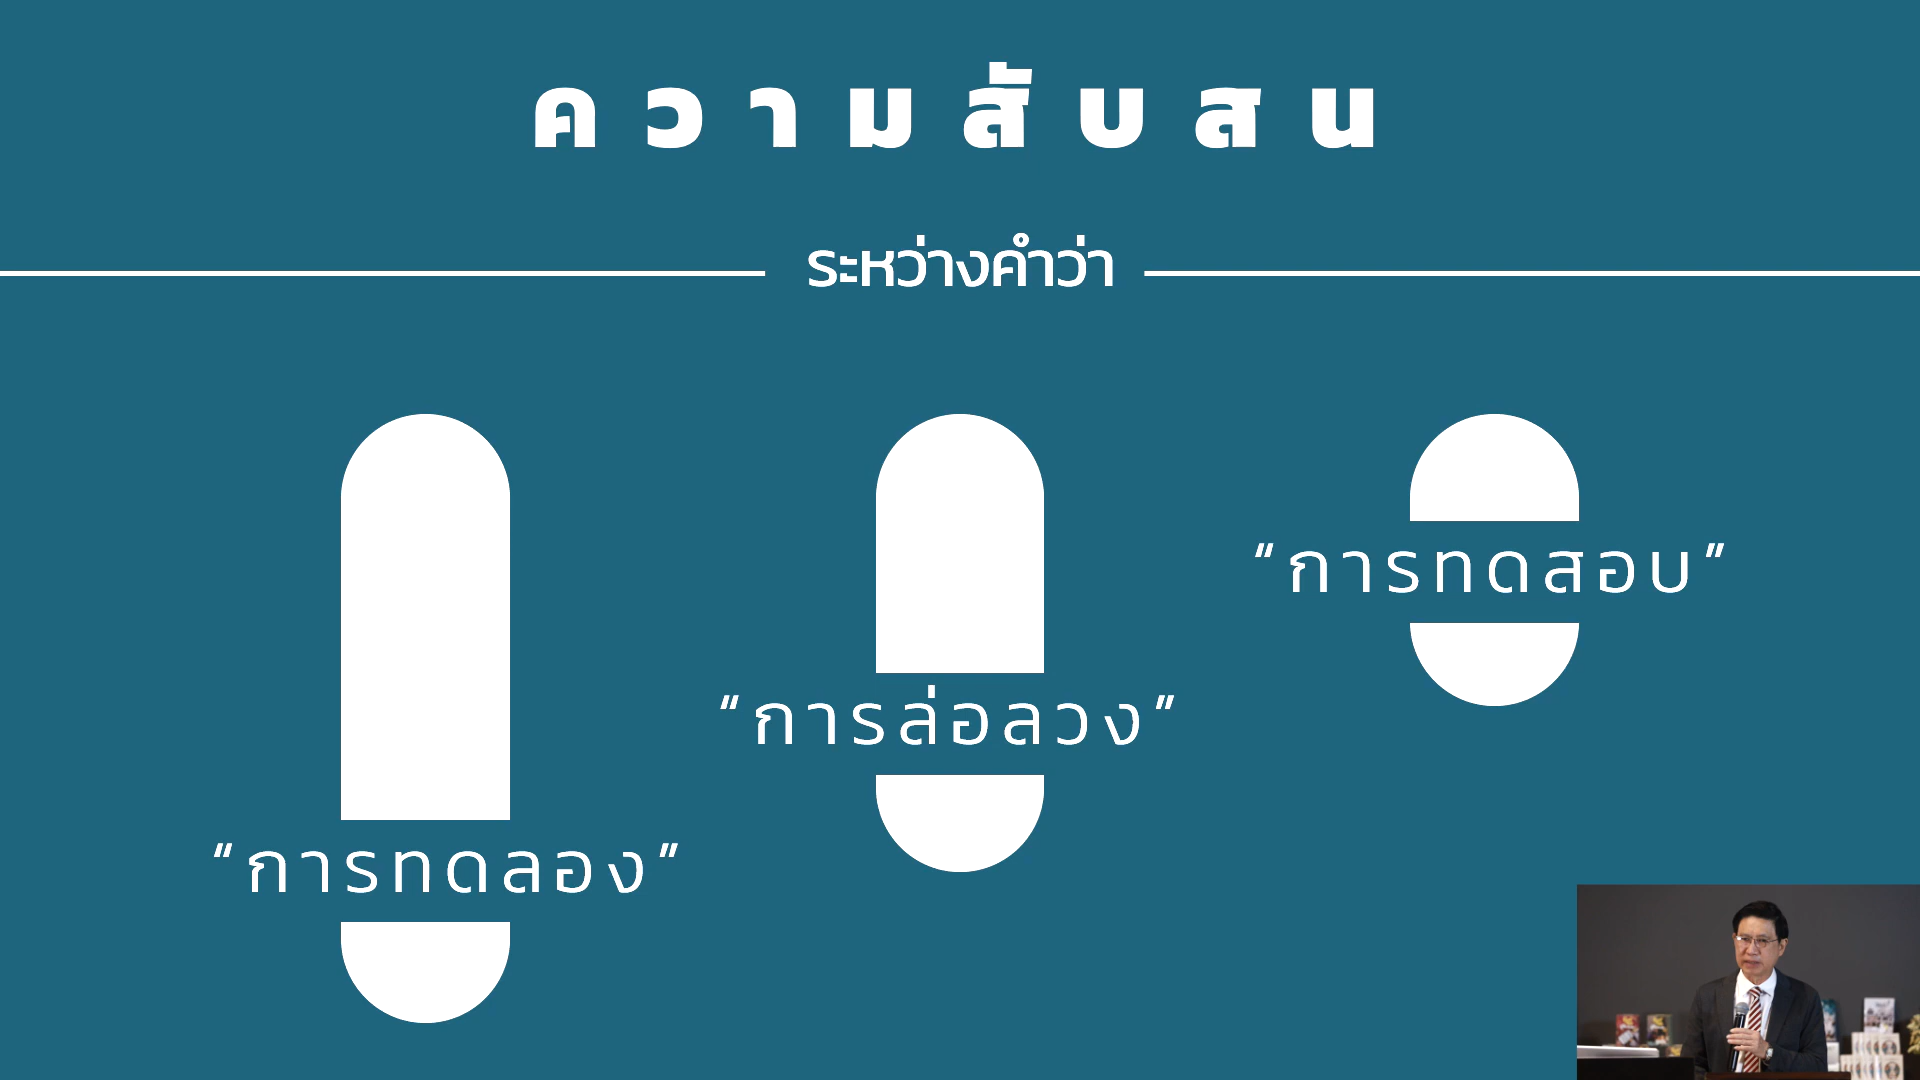 ความสับสน
ระหว่างคำว่า
"การทดลอง"
"การล่อลวง"
"การทดสอบ"